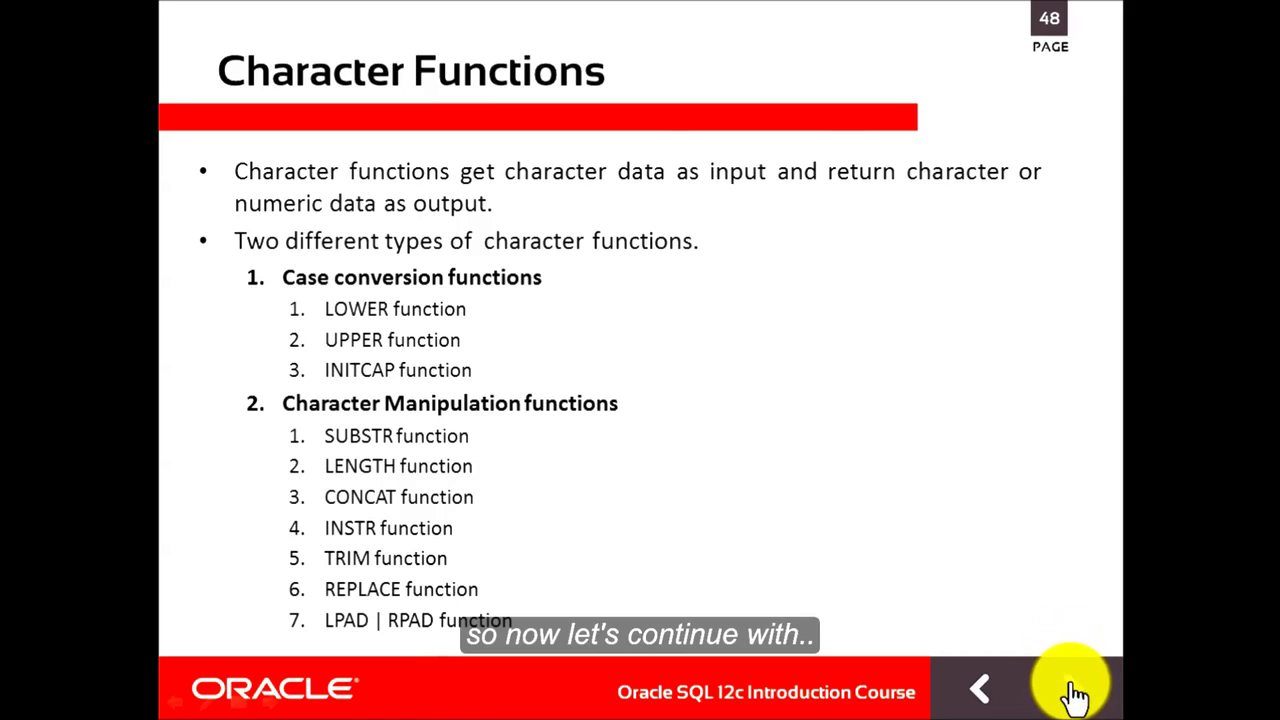 48
PAGE
Character Functions
• Character functions get character data as input and return character or
numeric data as output.
• Two different types of character functions.
1. Case conversion functions
1. LOWER function
2. UPPER function
3. INITCAP function
2. Character Manipulation functions
1. SUBSTR function
2. LENGTH function
3. CONCAT function
4. INSTR function
5. TRIM function
6. REPLACE function
7. LPAD | RPAD function
so now let's continue with..
ORACLE®
Oracle SQL 12c Introduction Course